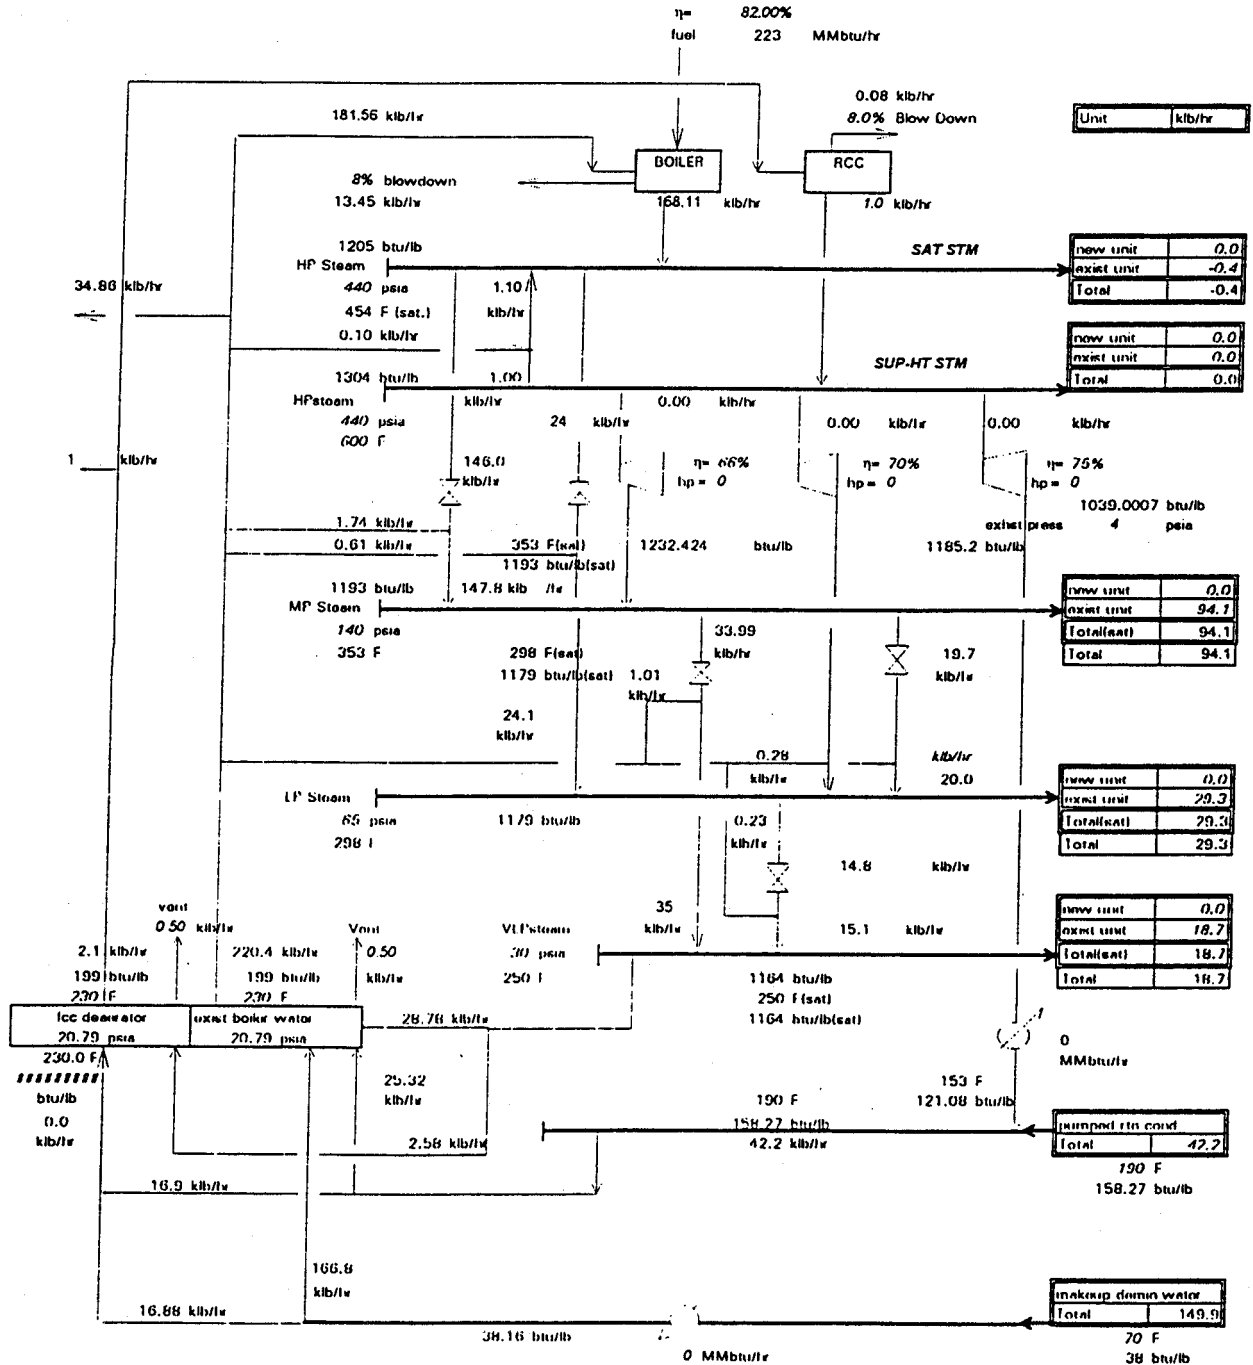 η= 82.00%
fuel 223 MMbtu/hr
0.08 klb/hr
8.0% Blow Down
Unit klb/hr
181.56 klb/hr
BOILER
RCC
8% blowdown
13.45 klb/hr
168.11 klb/hr
1.0 klb/hr
1205 btu/lb
HP Steam
440 psia
454 F (sat.)
0.10 klb/hr
1.10
klb/hr
SAT STM
new unit 0.0
exist unit -0.4
Total -0.4
34.86 klb/hr
1304 btu/lb
HPsteam
440 psia
600 F
1.00
klb/hr
SUP-HT STM
new unit 0.0
exist unit 0.0
Total 0.0
0.00 klb/hr
24 klb/hr
0.00 klb/hr
0.00 klb/hr
1 klb/hr
146.0
klb/hr
η= 66%
hp = 0
η= 70%
hp = 0
η= 75%
hp = 0
1039.0007 btu/lb
exhst press 4 psia
1.74 klb/hr
0.61 klb/hr
353 F(sat)
1193 btu/lb(sat)
1232.424 btu/lb
1185.2 btu/lb
1193 btu/lb
MP Steam
140 psia
353 F
147.8 klb /hr
new unit 0.0
exist unit 94.1
Total(sat) 94.1
Total 94.1
298 F(sat)
1179 btu/lb(sat)
33.99
klb/hr
1.01
klb/hr
19.7
klb/hr
24.1
klb/hr
0.28
klb/hr
klb/hr
20.0
LP Steam
65 psia
298 F
1179 btu/lb
new unit 0.0
exist unit 29.3
Total(sat) 29.3
Total 29.3
0.23
klb/hr
14.8 klb/hr
vent
0.50 klb/hr
Vent
0.50
klb/hr
VLPsteam
30 psia
250 F
35
klb/hr
15.1 klb/hr
new unit 0.0
exist unit 18.7
Total(sat) 18.7
Total 18.7
2.1 klb/hr
199 btu/lb
230 F
220.4 klb/hr
199 btu/lb
230 F
1164 btu/lb
250 F(sat)
1164 btu/lb(sat)
fcc deaerator
20.79 psia
exist boiler water
20.79 psia
28.78 klb/hr
230.0 F
#########
btu/lb
0.0
klb/hr
0
MMbtu/hr
25.32
klb/hr
153 F
121.08 btu/lb
190 F
158.27 btu/lb
42.2 klb/hr
2.58 klb/hr
pumped rtn cond
Total 42.2
190 F
158.27 btu/lb
16.9 klb/hr
166.8
klb/hr
16.88 klb/hr
38.16 btu/lb
0 MMbtu/hr
makeup demin water
Total 149.9
70 F
38 btu/lb